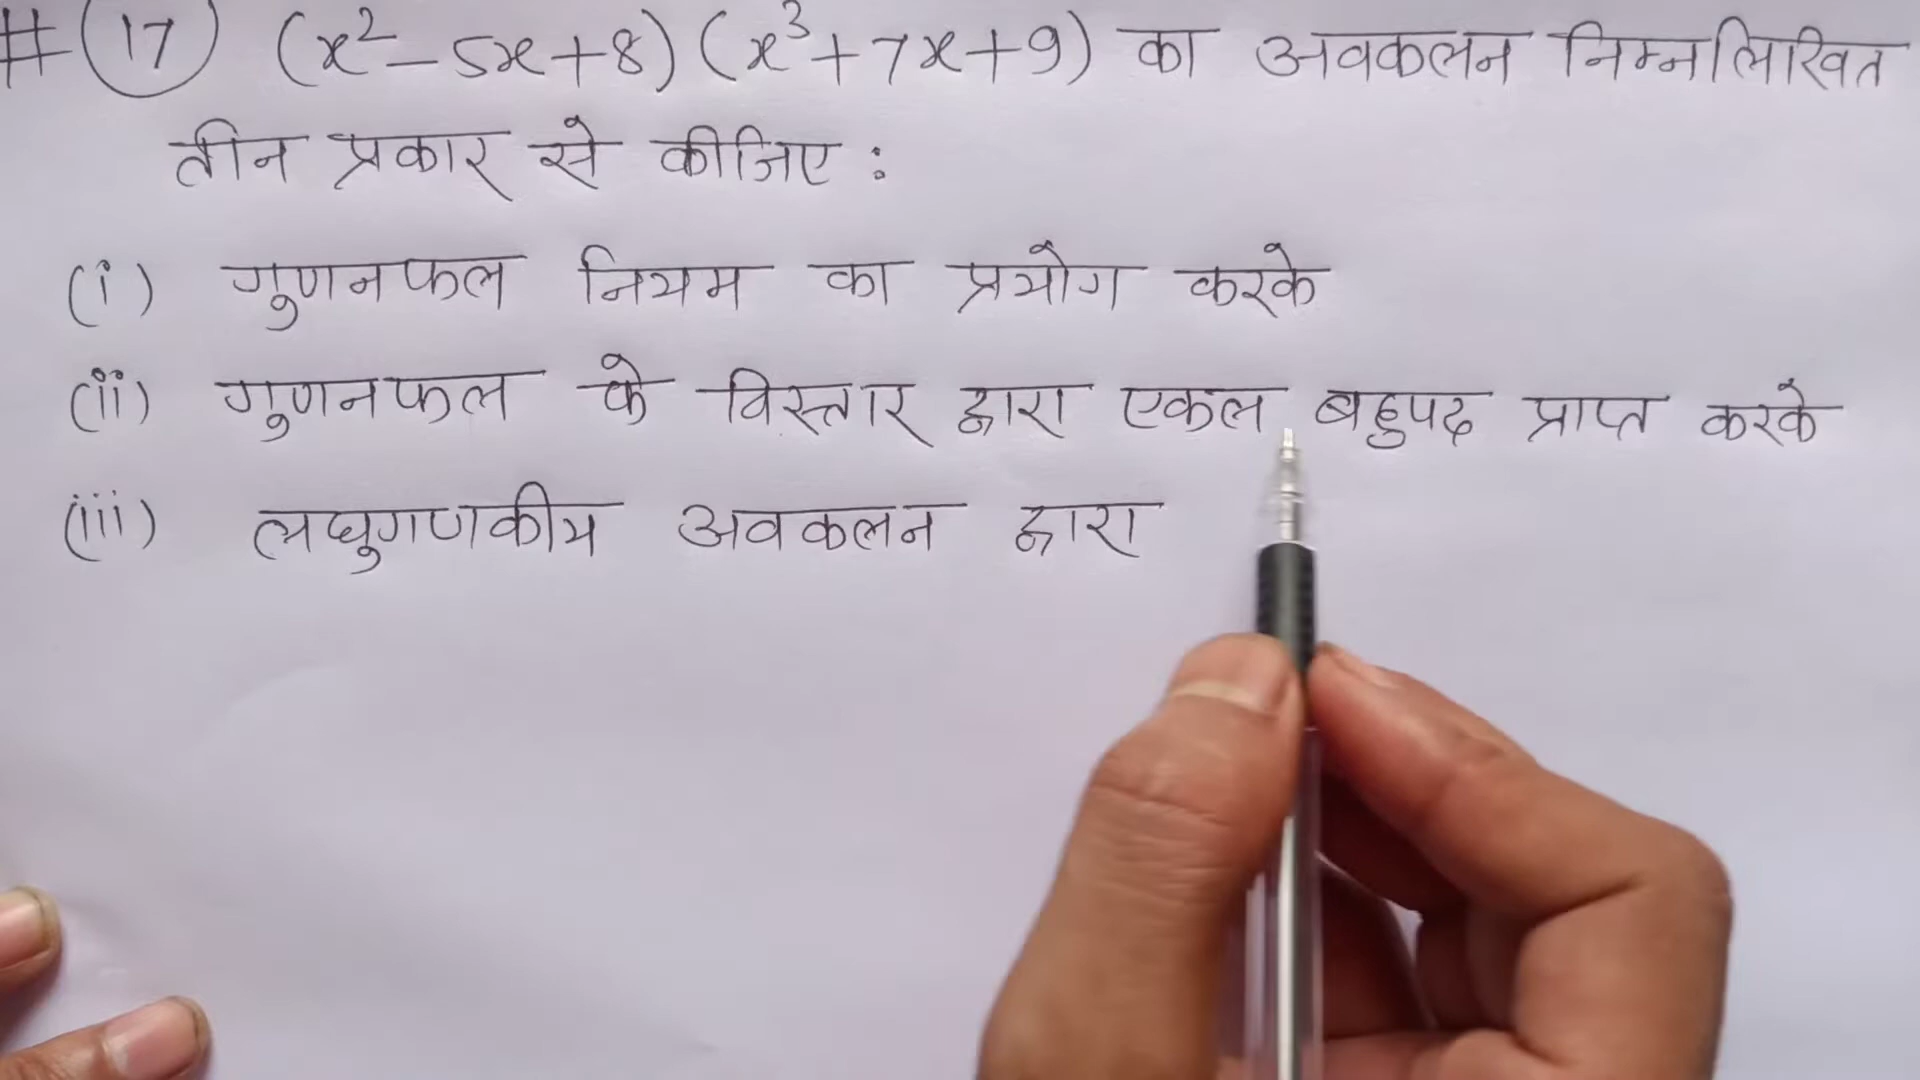 # 17 (x² - 5x + 8) (x³ + 7x + 9) का अवकलन निम्नलिखित
तीन प्रकार से कीजिए :
(i) गुणनफल नियम का प्रयोग करके
(ii) गुणनफल के विस्तार द्वारा एकल बहुपद प्राप्त करके
(iii) लघुगणकीय अवकलन द्वारा